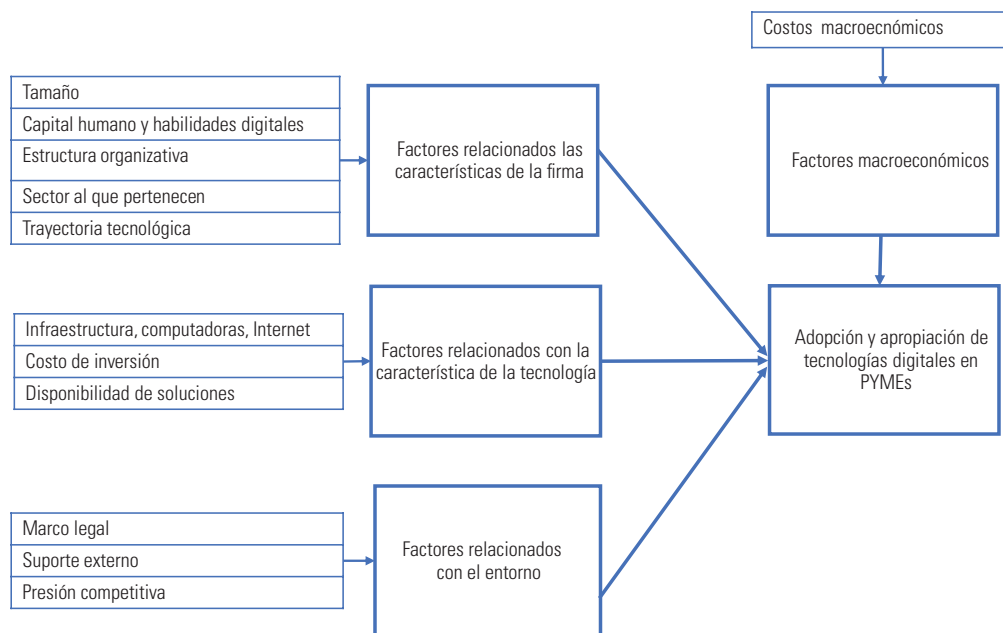 Costos macroecnómicos
Tamaño
Capital humano y habilidades digitales
Estructura organizativa
Sector al que pertenecen
Trayectoria tecnológica
Factores relacionados las
características de la firma
Factores macroeconómicos
Infraestructura, computadoras, Internet
Costo de inversión
Disponibilidad de soluciones
Factores relacionados con la
característica de la tecnología
Adopción y apropiación de
tecnologías digitales en
PYMEs
Marco legal
Suporte externo
Presión competitiva
Factores relacionados
con el entorno